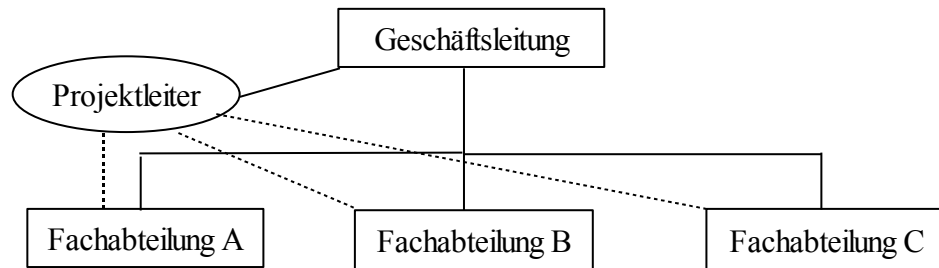 Geschäftsleitung
Projektleiter
Fachabteilung A
Fachabteilung B
Fachabteilung C